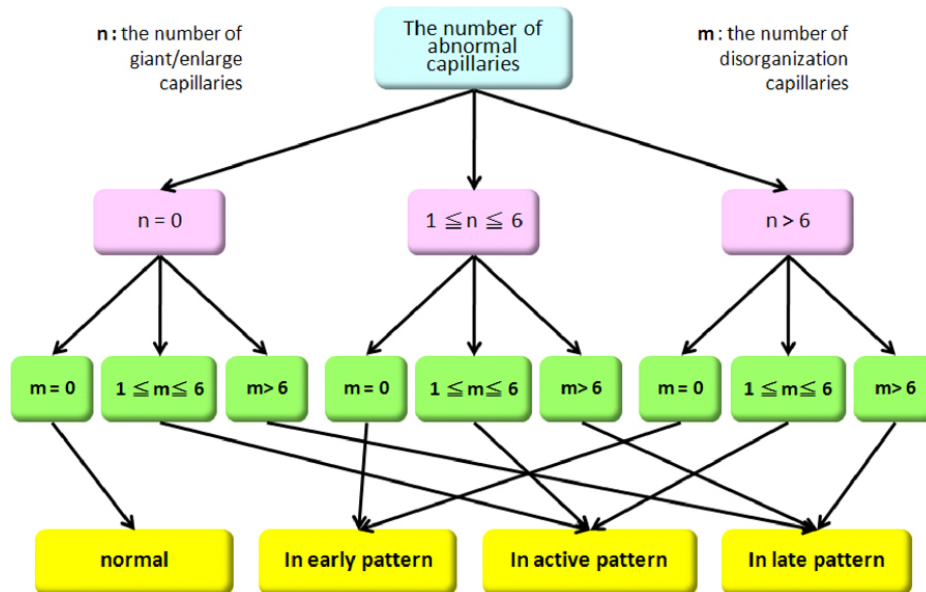 n : the number of
giant/enlarge
capillaries
The number of
abnormal
capillaries
m : the number of
disorganization
capillaries
n = 0
1 ≦ n ≦ 6
n > 6
m = 0
1 ≦ m ≦ 6
m> 6
m = 0
1 ≦ m ≦ 6
m> 6
m = 0
1 ≦ m ≦ 6
m> 6
normal
In early pattern
In active pattern
In late pattern